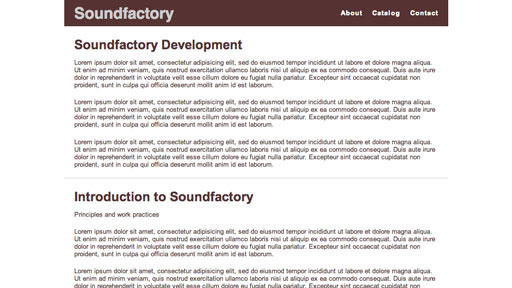 Soundfactory
About Catalog Contact
Soundfactory Development
Lorem ipsum dolor sit amet, consectetur adipisicing elit, sed do eiusmod tempor incididunt ut labore et dolore magna aliqua.
Ut enim ad minim veniam, quis nostrud exercitation ullamco laboris nisi ut aliquip ex ea commodo consequat. Duis aute irure
dolor in reprehenderit in voluptate velit esse cillum dolore eu fugiat nulla pariatur. Excepteur sint occaecat cupidatat non
proident, sunt in culpa qui officia deserunt mollit anim id est laborum.
Lorem ipsum dolor sit amet, consectetur adipisicing elit, sed do eiusmod tempor incididunt ut labore et dolore magna aliqua.
Ut enim ad minim veniam, quis nostrud exercitation ullamco laboris nisi ut aliquip ex ea commodo consequat. Duis aute irure
dolor in reprehenderit in voluptate velit esse cillum dolore eu fugiat nulla pariatur. Excepteur sint occaecat cupidatat non
proident, sunt in culpa qui officia deserunt mollit anim id est laborum.
Lorem ipsum dolor sit amet, consectetur adipisicing elit, sed do eiusmod tempor incididunt ut labore et dolore magna aliqua.
Ut enim ad minim veniam, quis nostrud exercitation ullamco laboris nisi ut aliquip ex ea commodo consequat. Duis aute irure
dolor in reprehenderit in voluptate velit esse cillum dolore eu fugiat nulla pariatur. Excepteur sint occaecat cupidatat non
proident, sunt in culpa qui officia deserunt mollit anim id est laborum.
Introduction to Soundfactory
Principles and work practices
Lorem ipsum dolor sit amet, consectetur adipisicing elit, sed do eiusmod tempor incididunt ut labore et dolore magna aliqua.
Ut enim ad minim veniam, quis nostrud exercitation ullamco laboris nisi ut aliquip ex ea commodo consequat. Duis aute irure
dolor in reprehenderit in voluptate velit esse cillum dolore eu fugiat nulla pariatur. Excepteur sint occaecat cupidatat non
proident, sunt in culpa qui officia deserunt mollit anim id est laborum.
Lorem ipsum dolor sit amet, consectetur adipisicing elit, sed do eiusmod tempor incididunt ut labore et dolore magna aliqua.
Ut enim ad minim veniam, quis nostrud exercitation ullamco laboris nisi ut aliquip ex ea commodo consequat. Duis aute irure
dolor in reprehenderit in voluptate velit esse cillum dolore eu fugiat nulla pariatur. Excepteur sint occaecat cupidatat non